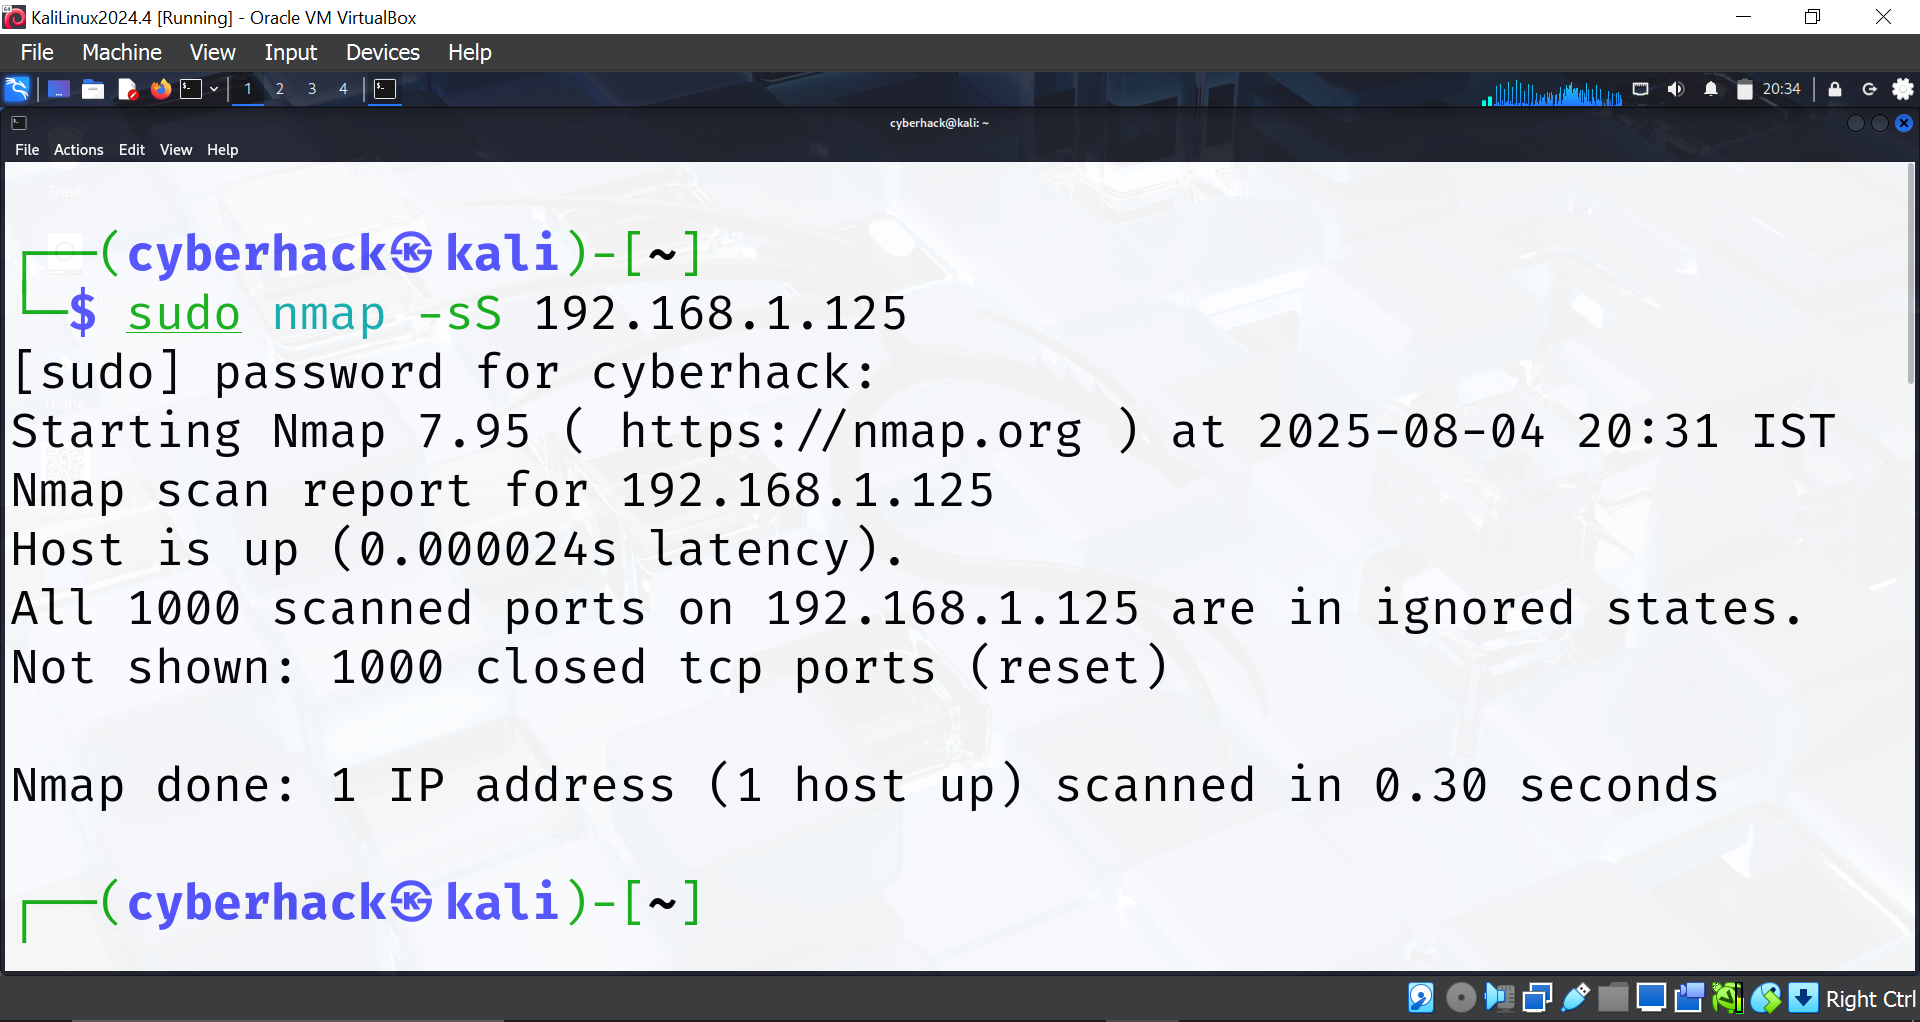 KaliLinux2024.4 [Running] - Oracle VM VirtualBox
File Machine View Input Devices Help
1 2 3 4 20:34
cyberhack@kali: ~
File Actions Edit View Help
Trash
┌──(cyberhack㉿kali)-[~]
└─$ sudo nmap -sS 192.168.1.125
[sudo] password for cyberhack:
Home
Starting Nmap 7.95 ( https://nmap.org ) at 2025-08-04 20:31 IST
Nmap scan report for 192.168.1.125
Host is up (0.000024s latency).
All 1000 scanned ports on 192.168.1.125 are in ignored states.
Not shown: 1000 closed tcp ports (reset)
Nmap done: 1 IP address (1 host up) scanned in 0.30 seconds
┌──(cyberhack㉿kali)-[~]
Right Ctrl